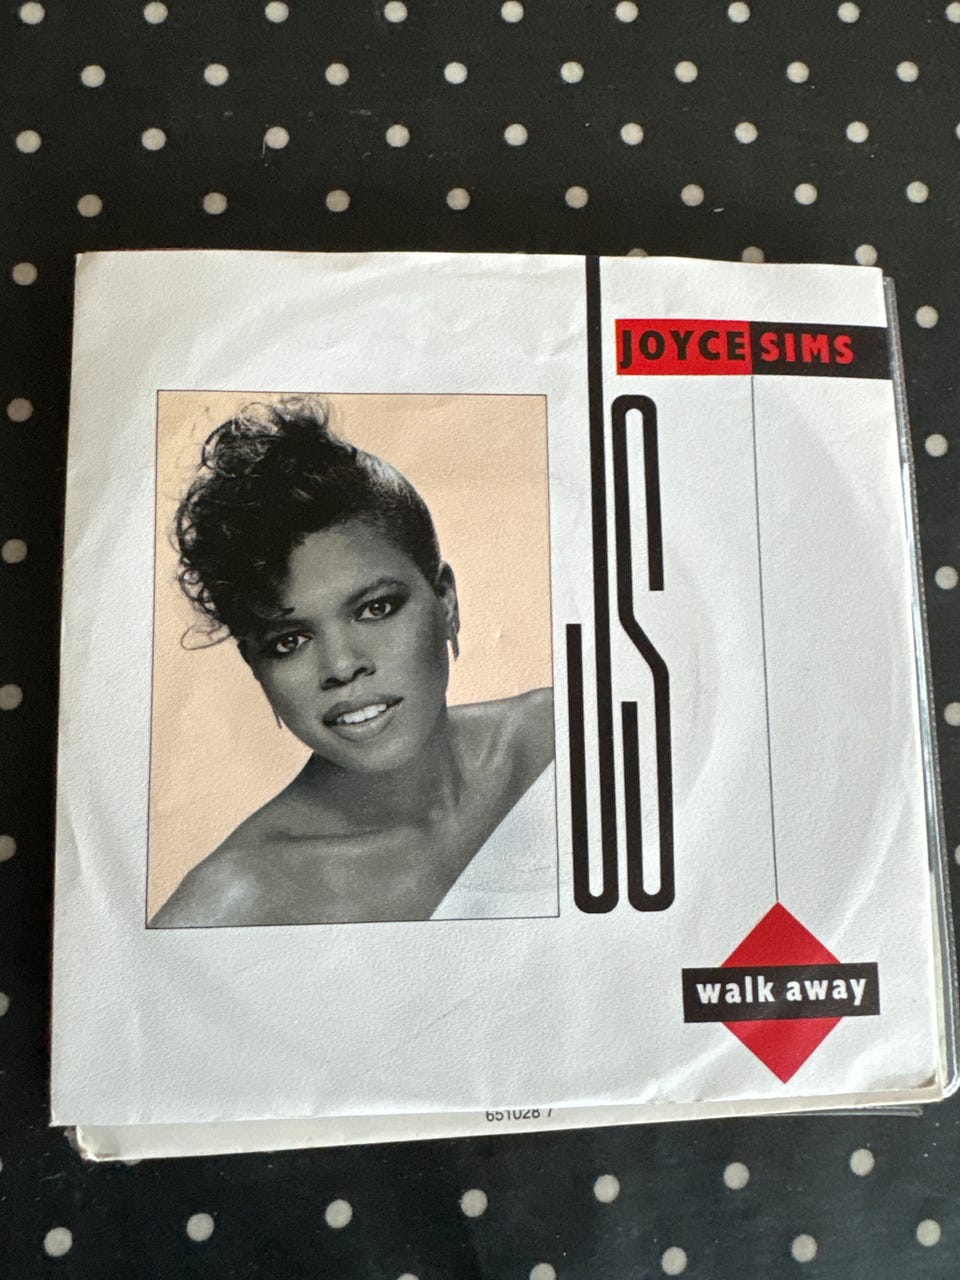 JOYCE SIMS
JS
walk away
651028 7